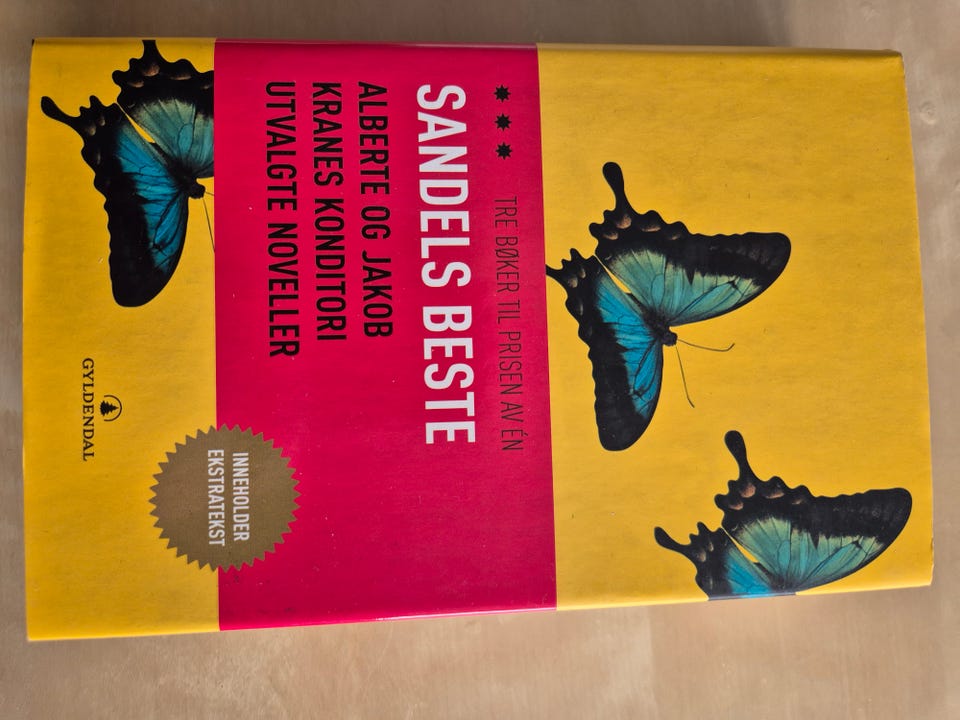 TRE BØKER TIL PRISEN AV ÉN
SANDELS BESTE
ALBERTE OG JAKOB
KRANES KONDITORI
UTVALGTE NOVELLER
INNEHOLDER
EKSTRATEKST
GYLDENDAL